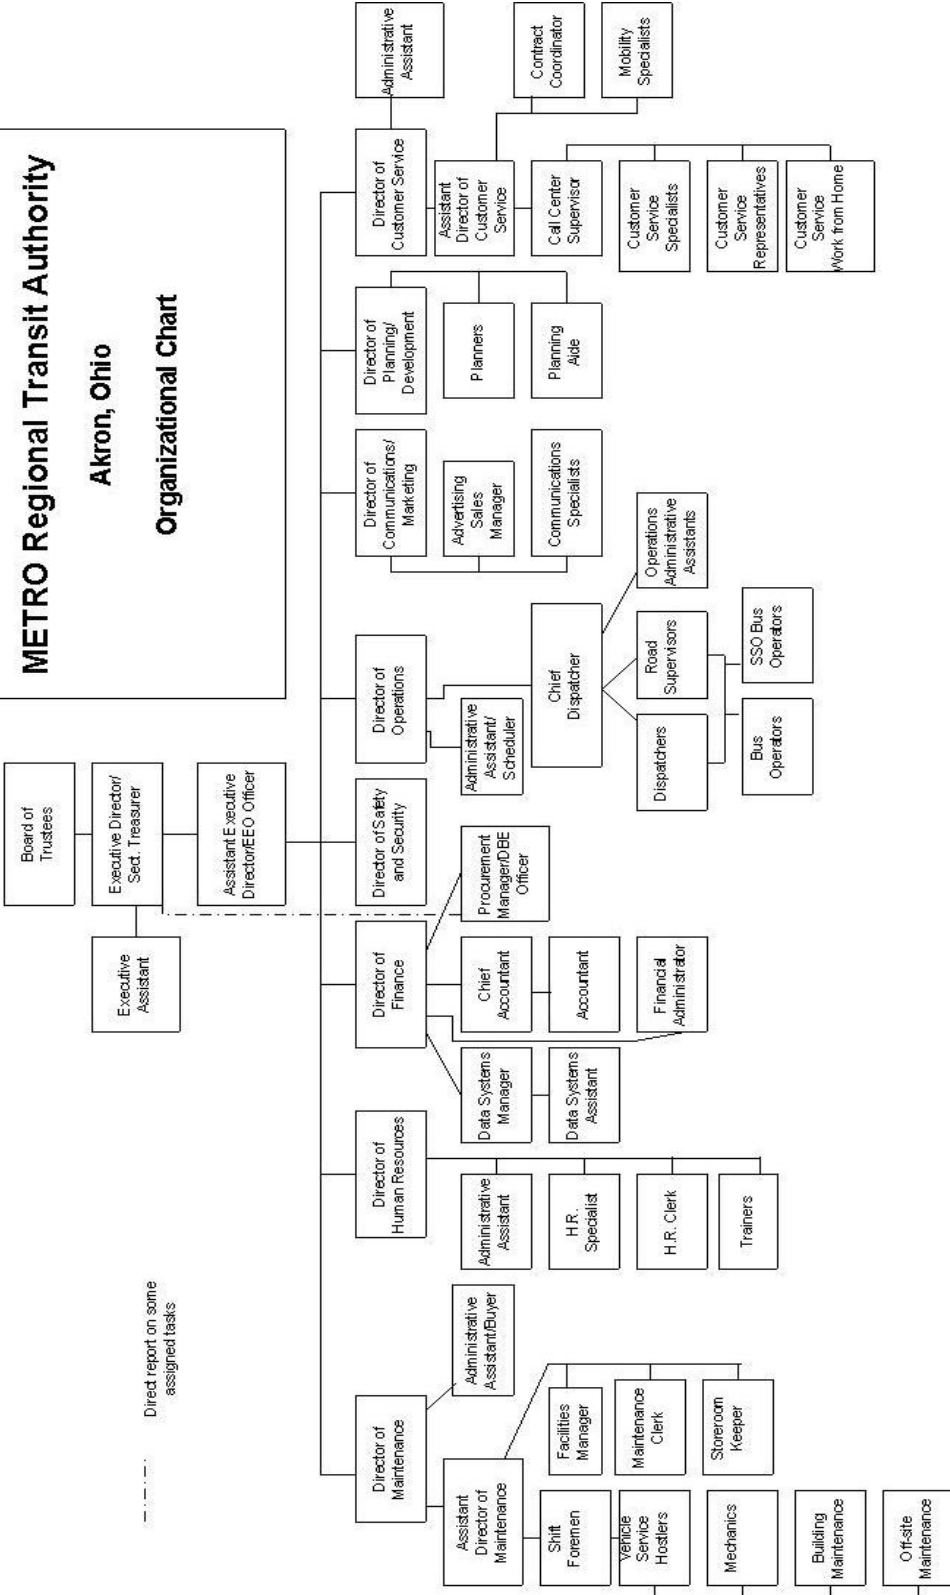 METRO Regional Transit Authority
Akron, Ohio
Organizational Chart
Board of
Trustees
Executive Director/
Sect. Treasurer
Executive
Assistant
Assistant Executive
Director/EEO Officer
Direct report on some
assigned tasks
Director of
Maintenance
Director of
Human Resources
Director of
Finance
Director of Safety
and Security
Director of
Operations
Director of
Communications/
Marketing
Director of
Planning/
Development
Director of
Customer Service
Administrative
Assistant
Administrative
Assistant/Buyer
Assistant
Director of
Maintenance
Facilities
Manager
Maintenance
Clerk
Storeroom
Keeper
Shift
Foremen
Vehicle
Service
Hostlers
Mechanics
Building
Maintenance
Off-site
Maintenance
Administrative
Assistant
H.R.
Specialist
H.R. Clerk
Trainers
Data Systems
Manager
Data Systems
Assistant
Chief
Accountant
Accountant
Financial
Administrator
Procurement
Manager/DBE
Officer
Administrative
Assistant/
Scheduler
Chief
Dispatcher
Dispatchers
Road
Supervisors
Operations
Administrative
Assistants
Bus
Operators
SSO Bus
Operators
Advertising
Sales
Manager
Communications
Specialists
Planners
Planning
Aide
Assistant
Director of
Customer
Service
Contract
Coordinator
Mobility
Specialists
Call Center
Supervisor
Customer
Service
Specialists
Customer
Service
Representatives
Customer
Service
Work from Home